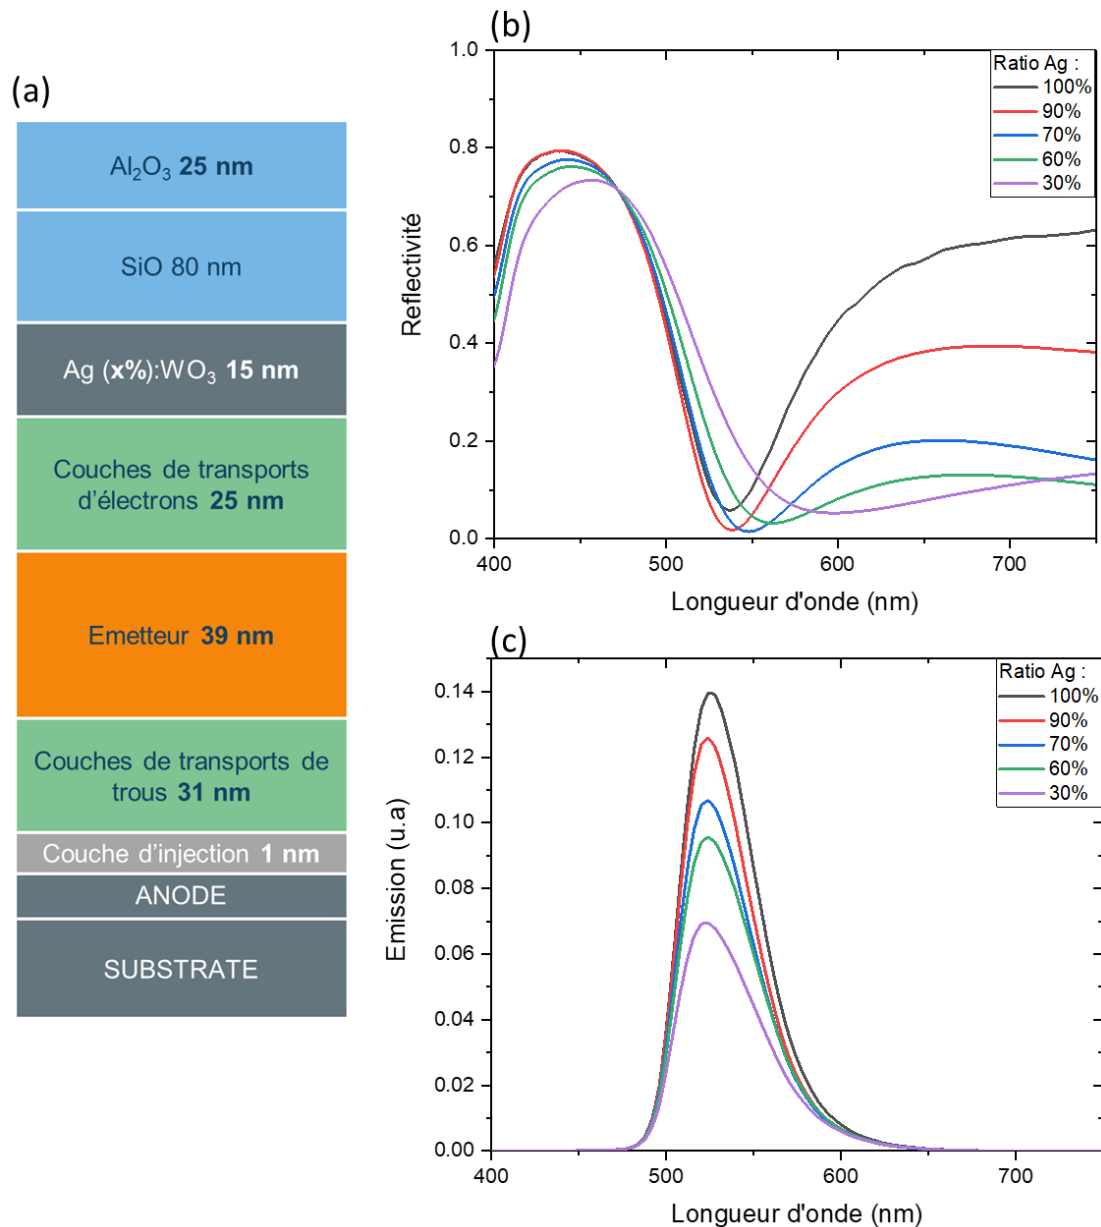 (a)
Al₂O₃ 25 nm
SiO 80 nm
Ag (x%):WO₃ 15 nm
Couches de transports
d'électrons 25 nm
Emetteur 39 nm
Couches de transports de
trous 31 nm
Couche d'injection 1 nm
ANODE
SUBSTRATE
(b)
1.0
0.8
0.6
0.4
0.2
0.0
Reflectivité
400
500
600
700
Longueur d'onde (nm)
Ratio Ag :
100%
90%
70%
60%
30%
(c)
0.14
0.12
0.10
0.08
0.06
0.04
0.02
0.00
Emission (u.a)
400
500
600
700
Longueur d'onde (nm)
Ratio Ag :
100%
90%
70%
60%
30%